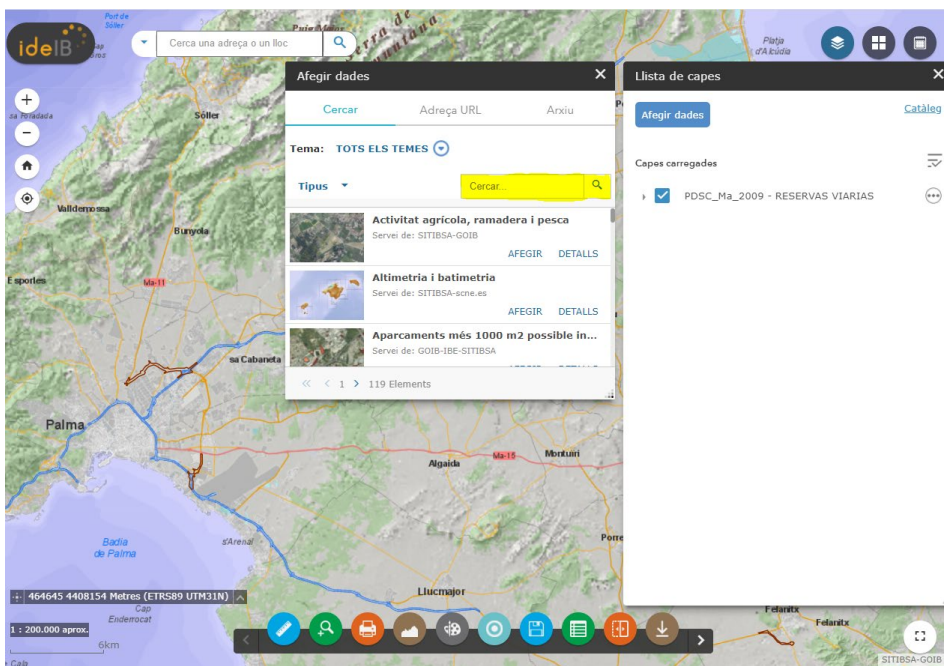 Port de
Sóller
ideIB
Cerca una adreça o un lloc
Platja
d'Alcúdia
Afegir dades
Cercar
Adreça URL
Arxiu
Tema: TOTS ELS TEMES
Tipus
Cercar...
Activitat agrícola, ramadera i pesca
Servei de: SITIBSA-GOIB
AFEGIR DETALLS
Altimetria i batimetria
Servei de: SITIBSA-scne.es
AFEGIR DETALLS
Aparcaments més 1000 m2 possible in...
Servei de: GOIB-IBE-SITIBSA
« < 1 > 119 Elements
Llista de capes
Afegir dades
Catàleg
Capes carregades
PDSC_Ma_2009 - RESERVAS VIARIAS
Sóller
Valldemossa
Bunyola
Esporles
Ma-11
sa Cabaneta
Palma
Algaida
Ma-15
Montuïri
Badia
de Palma
s'Arenal
Llucmajor
464645 4408154 Metres (ETRS89 UTM31N)
Cap
Enderrocat
1 : 200.000 aprox.
6km
Felanitx
Felanitx
SITIBSA-GOIB